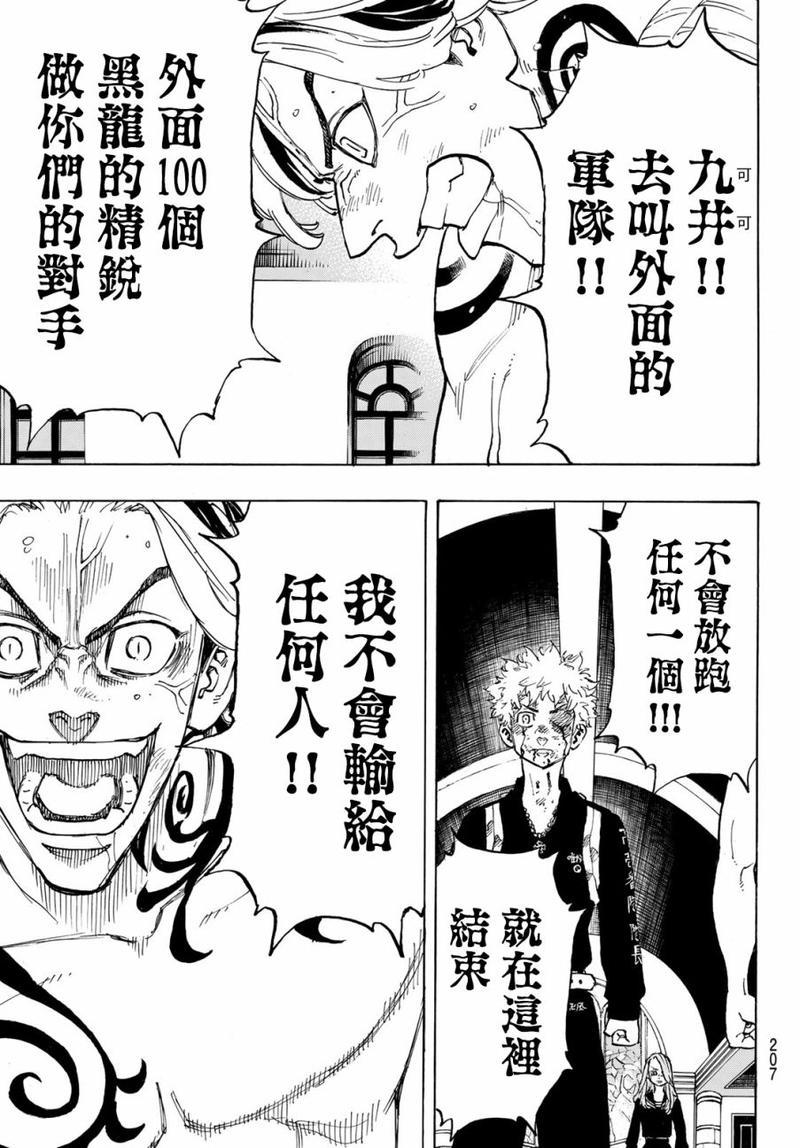 九井!!
可可
去叫外面的
軍隊!!
外面100個
黑龍的精銳
做你們的對手
不會放跑
任何一個!!!
就在這裡
結束
我不會輸給
任何人!!
207